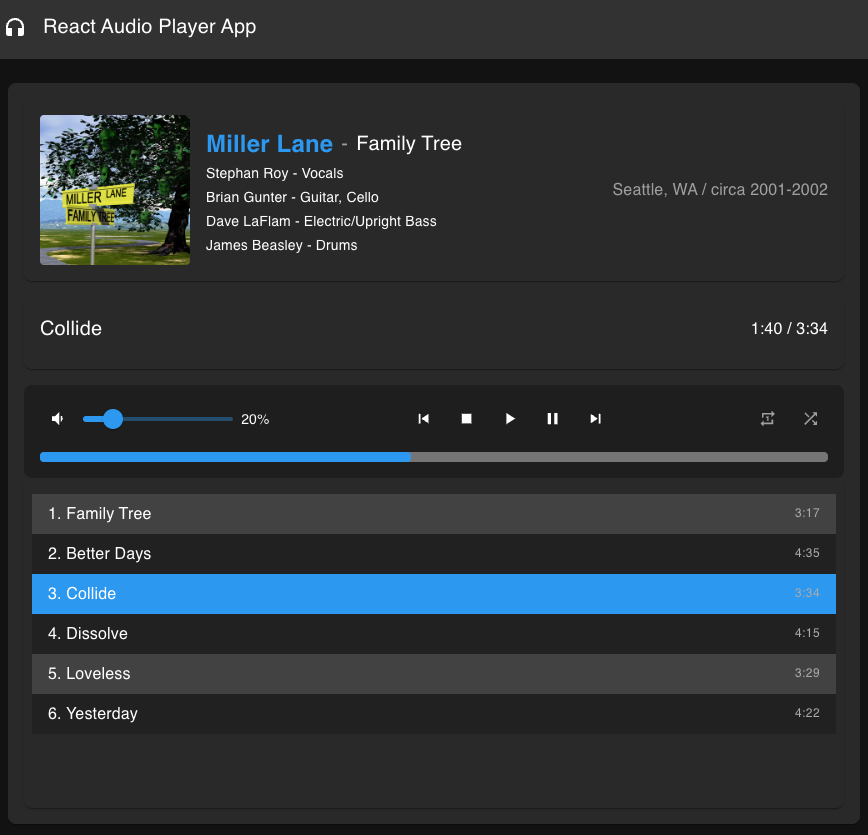 React Audio Player App
MILLER LANE
FAMILY TREE
Miller Lane - Family Tree
Stephan Roy - Vocals
Brian Gunter - Guitar, Cello
Dave LaFlam - Electric/Upright Bass
James Beasley - Drums
Seattle, WA / circa 2001-2002
Collide
1:40 / 3:34
20%
1
1. Family Tree 3:17
2. Better Days 4:35
3. Collide 3:34
4. Dissolve 4:15
5. Loveless 3:29
6. Yesterday 4:22